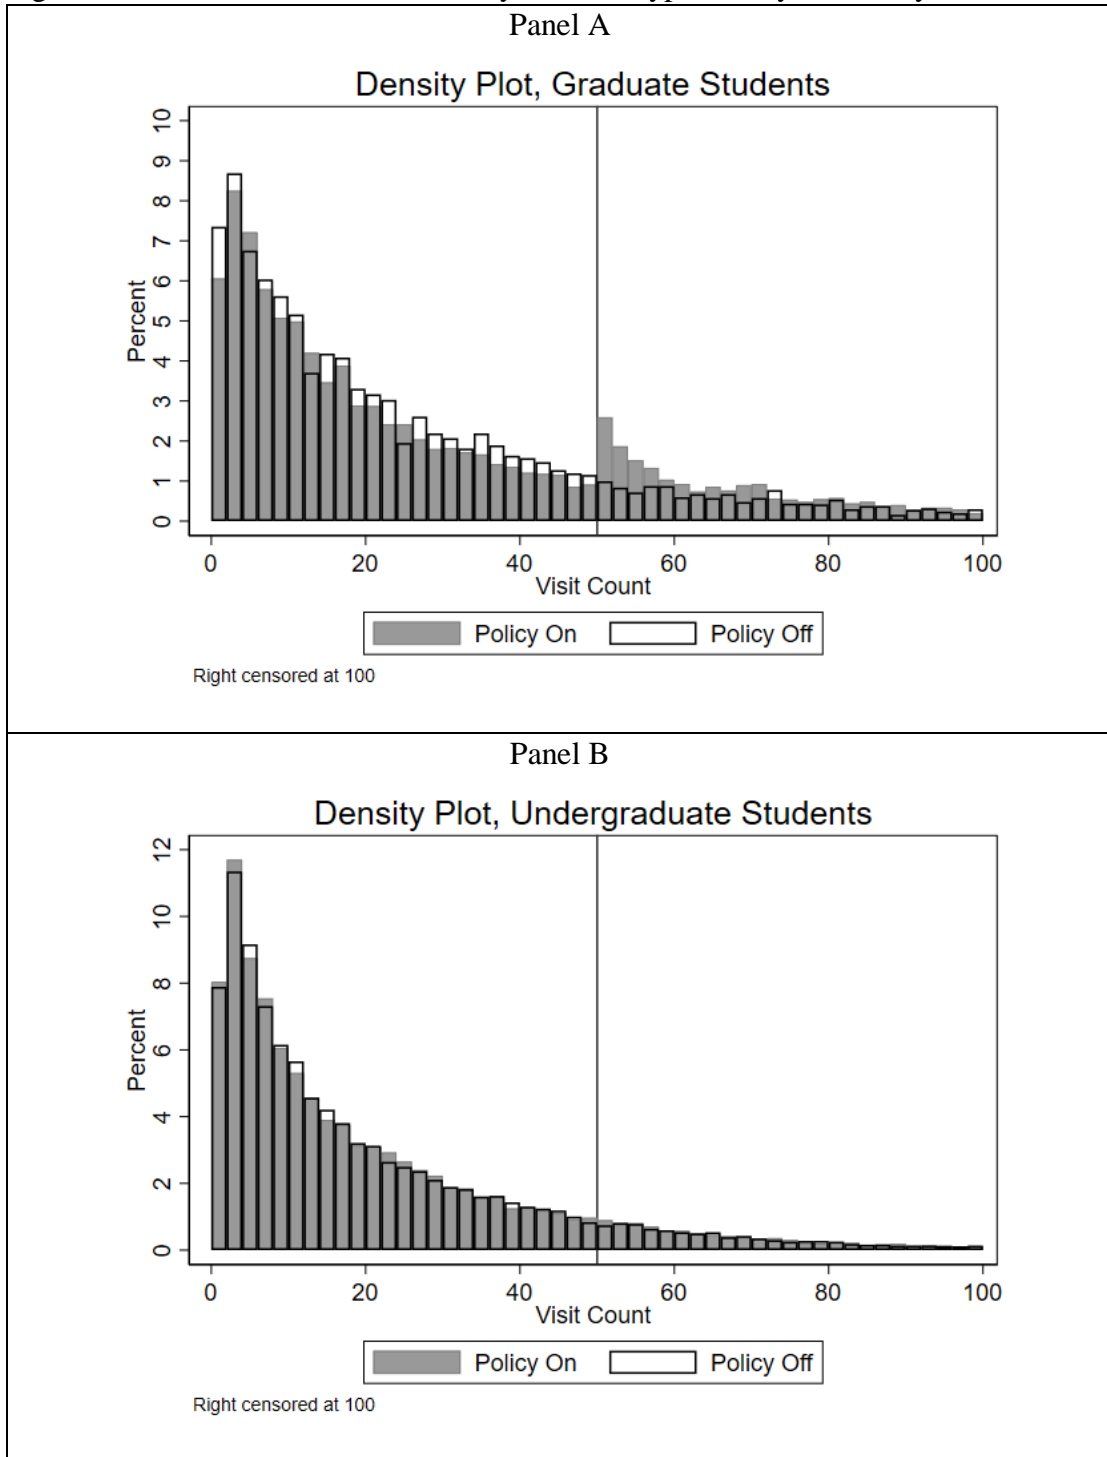 Panel A
Density Plot, Graduate Students
10
9
8
7
6
5
4
3
2
1
0
Percent
0 20 40 60 80 100
Visit Count
Policy On Policy Off
Right censored at 100
Panel B
Density Plot, Undergraduate Students
12
10
8
6
4
2
0
Percent
0 20 40 60 80 100
Visit Count
Policy On Policy Off
Right censored at 100